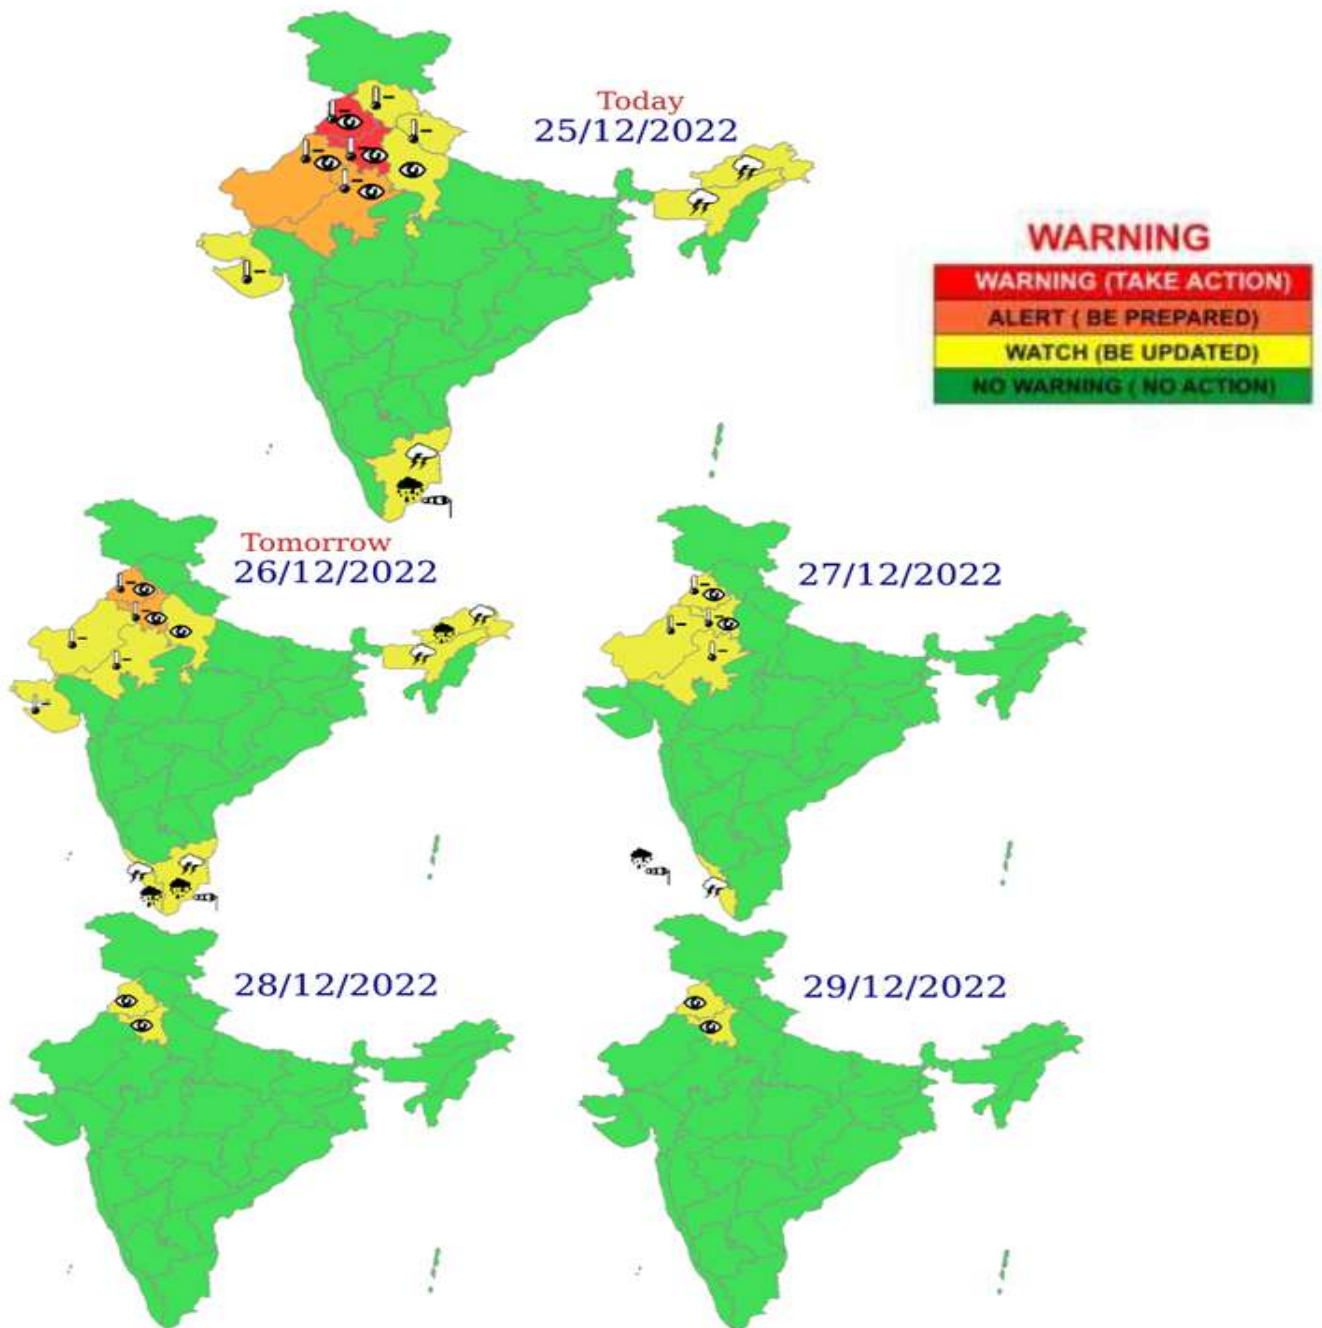 Today
25/12/2022
WARNING
WARNING (TAKE ACTION)
ALERT ( BE PREPARED)
WATCH (BE UPDATED)
NO WARNING ( NO ACTION)
Tomorrow
26/12/2022
27/12/2022
28/12/2022
29/12/2022